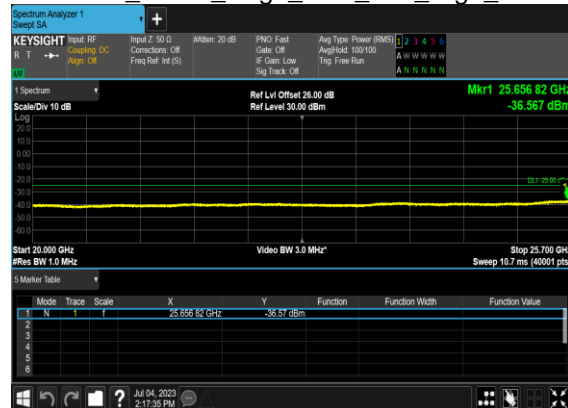 Spectrum Analyzer 1
Swept SA
+
KEYSIGHT
R T
LV
Input: RF
Coupling: DC
Align: Off
Input Z: 50 Ω
Corrections: Off
Freq Ref: Int (S)
#Atten: 20 dB
PNO: Fast
Gate: Off
IF Gain: Low
Sig Track: Off
Avg Type: Power (RMS)
Avg|Hold: 100/100
Trig: Free Run
1 2 3 4 5 6
A W W W W W
A N N N N N
1 Spectrum
Scale/Div 10 dB
Ref Lvl Offset 26.00 dB
Ref Level 30.00 dBm
Mkr1 25.656 82 GHz
-36.567 dBm
Log
20.0
10.0
0.00
-10.0
-20.0
-30.0
-40.0
-50.0
-60.0
DL1 -25.00
1
Start 20.000 GHz
#Res BW 1.0 MHz
Video BW 3.0 MHz*
Stop 25.700 GHz
Sweep 10.7 ms (40001 pts)
5 Marker Table
Mode Trace Scale X Y Function Function Width Function Value
1 N 1 f 25.656 82 GHz -36.57 dBm
2
3
4
5
6
?
Jul 04, 2023
2:17:35 PM